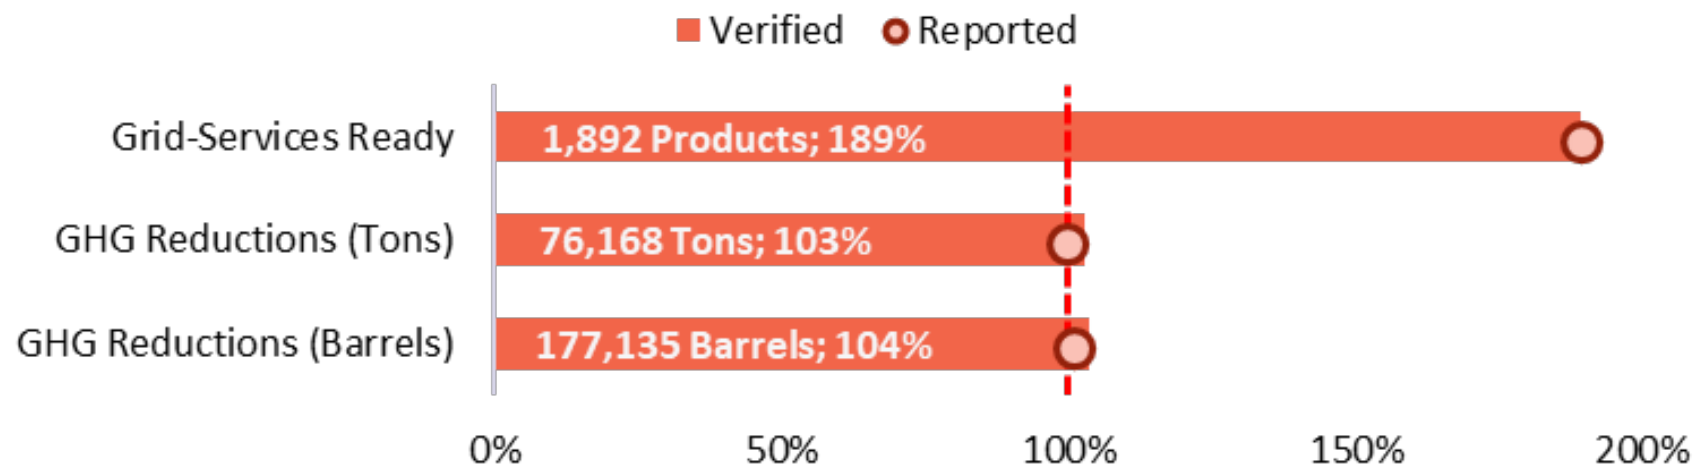 Verified Reported
Grid-Services Ready 1,892 Products; 189%
GHG Reductions (Tons) 76,168 Tons; 103%
GHG Reductions (Barrels) 177,135 Barrels; 104%
0% 50% 100% 150% 200%